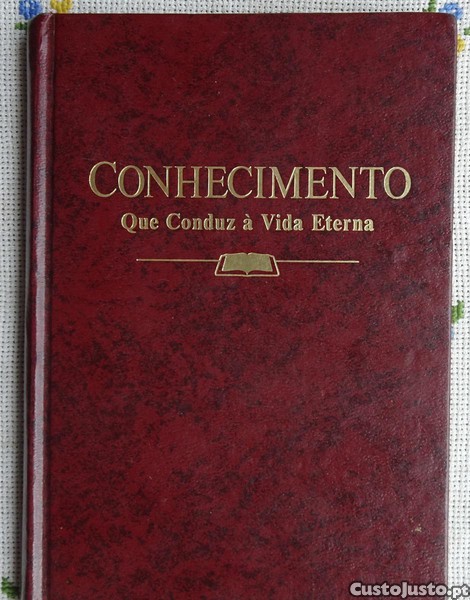 CONHECIMENTO
Que Conduz à Vida Eterna
CustoJusto.pt